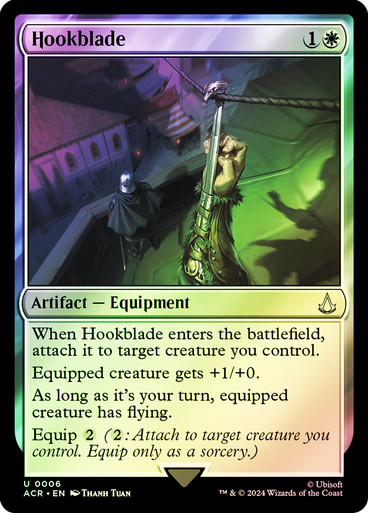 Hookblade 1
Artifact — Equipment
When Hookblade enters the battlefield,
attach it to target creature you control.
Equipped creature gets +1/+0.
As long as it's your turn, equipped
creature has flying.
Equip 2 (2: Attach to target creature you
control. Equip only as a sorcery.)
U 0006
ACR • EN Thanh Tuan
© Ubisoft
™ & © 2024 Wizards of the Coast